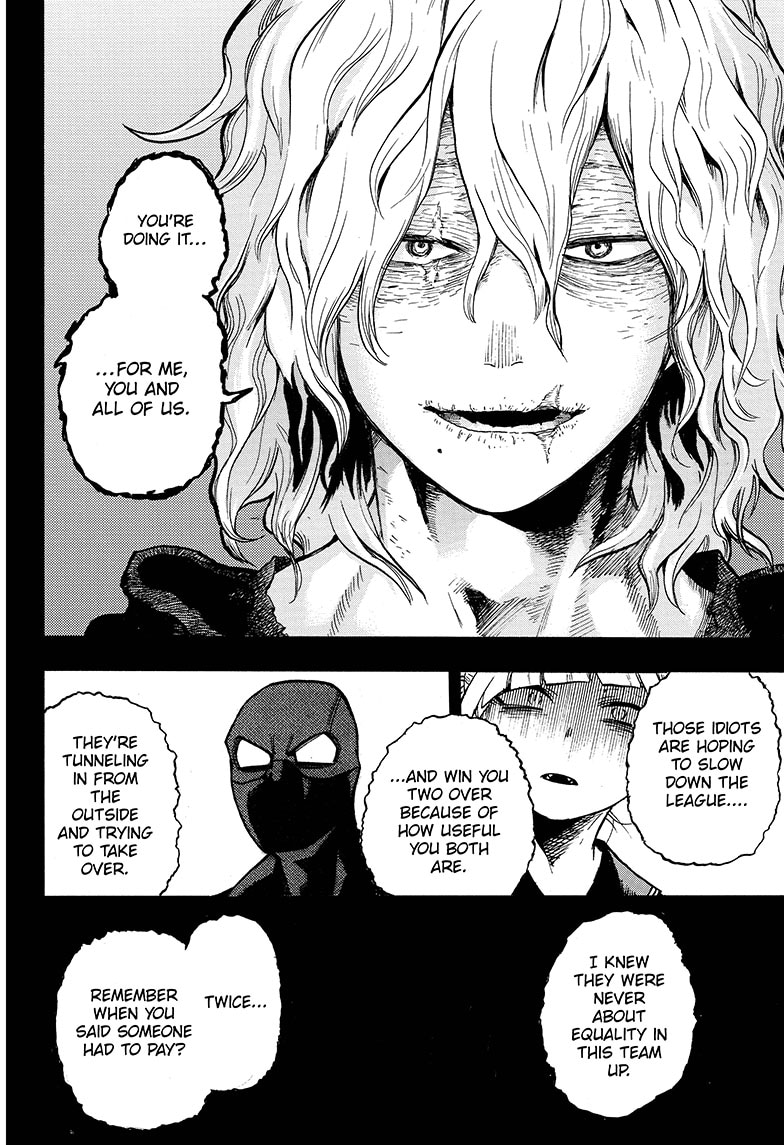 YOU'RE
DOING IT...
...FOR ME,
YOU AND
ALL OF US.
THOSE IDIOTS
ARE HOPING
TO SLOW
DOWN THE
LEAGUE....
...AND WIN YOU
TWO OVER
BECAUSE OF
HOW USEFUL
YOU BOTH
ARE.
THEY'RE
TUNNELING
IN FROM
THE
OUTSIDE
AND TRYING
TO TAKE
OVER.
I KNEW
THEY WERE
NEVER
ABOUT
EQUALITY IN
THIS TEAM
UP.
TWICE...
REMEMBER
WHEN YOU
SAID SOMEONE
HAD TO PAY?